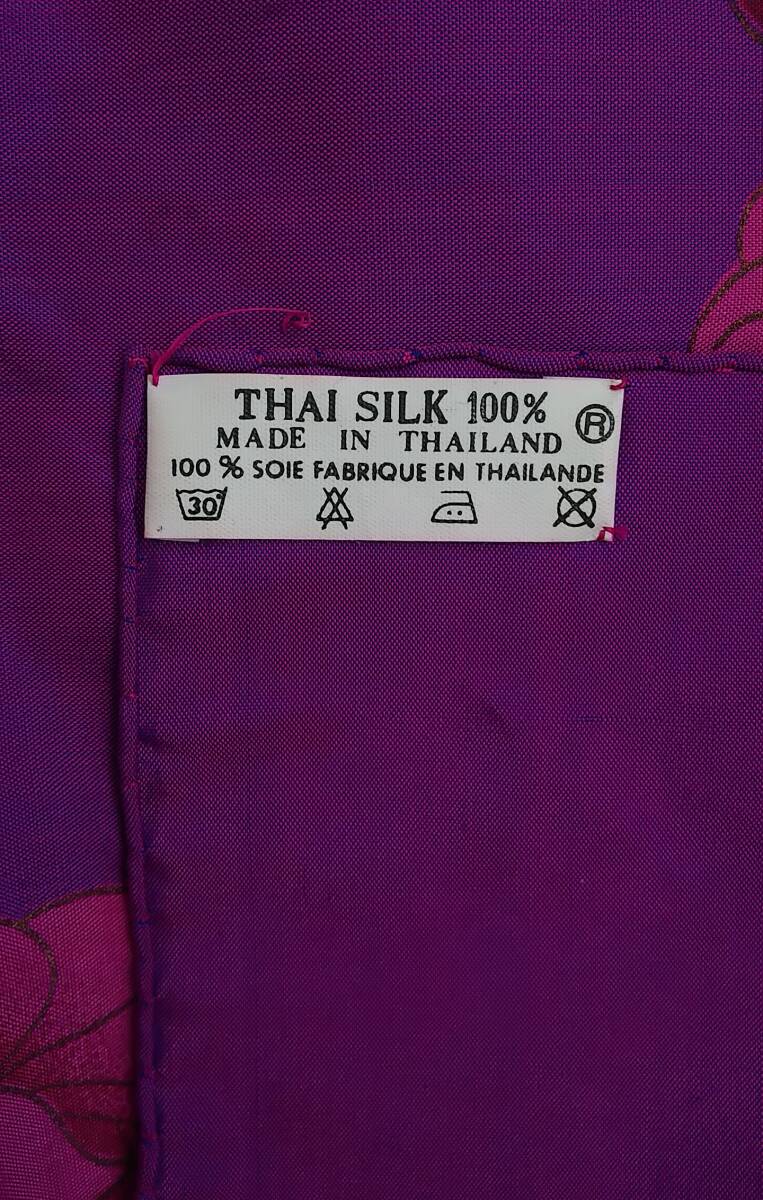 THAI SILK 100% ®
MADE IN THAILAND
100 % SOIE FABRIQUE EN THAILANDE
30°